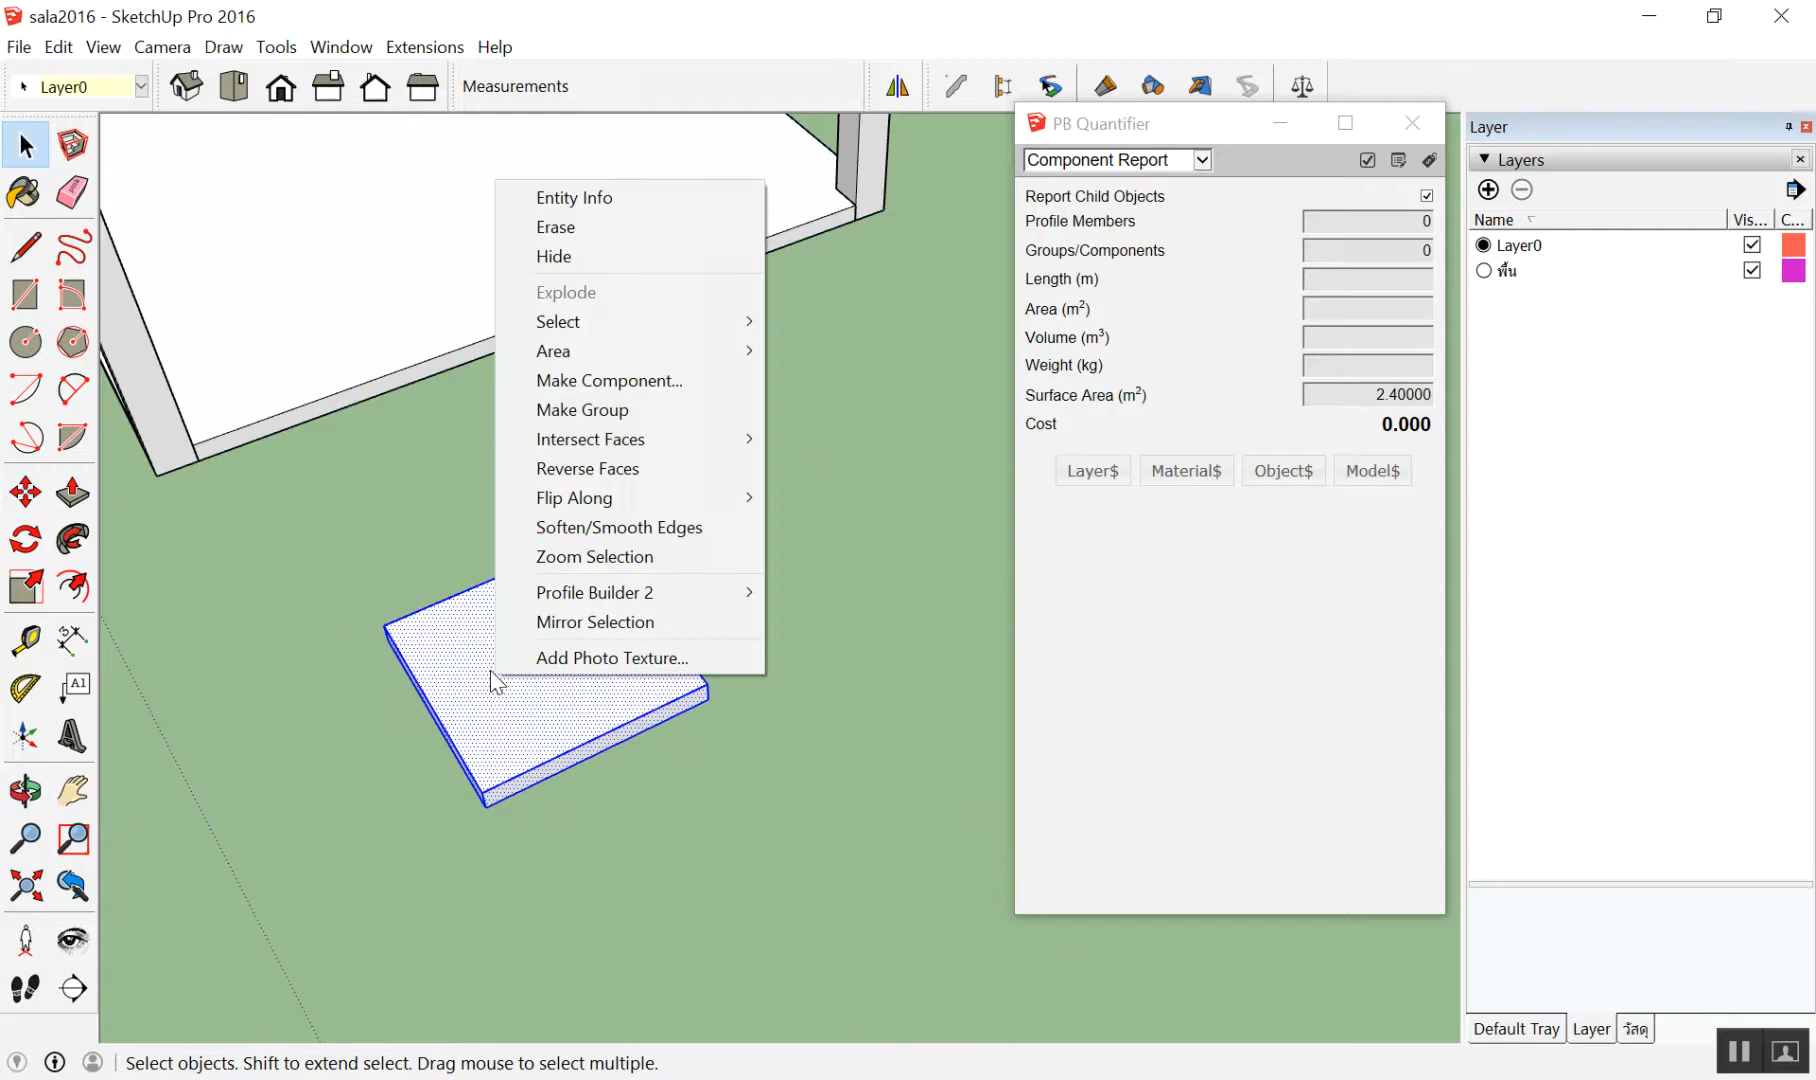 sala2016 - SketchUp Pro 2016
File Edit View Camera Draw Tools Window Extensions Help
Layer0
Measurements
PB Quantifier
Component Report
Report Child Objects
Profile Members 0
Groups/Components 0
Length (m)
Area (m²)
Volume (m³)
Weight (kg)
Surface Area (m²) 2.40000
Cost 0.000
Layer$ Material$ Object$ Model$
Entity Info
Erase
Hide
Explode
Select
Area
Make Component...
Make Group
Intersect Faces
Reverse Faces
Flip Along
Soften/Smooth Edges
Zoom Selection
Profile Builder 2
Mirror Selection
Add Photo Texture...
Layer
Layers
Name Vis... C...
Layer0
พื้น
Default Tray Layer วัสดุ
A1
Select objects. Shift to extend select. Drag mouse to select multiple.